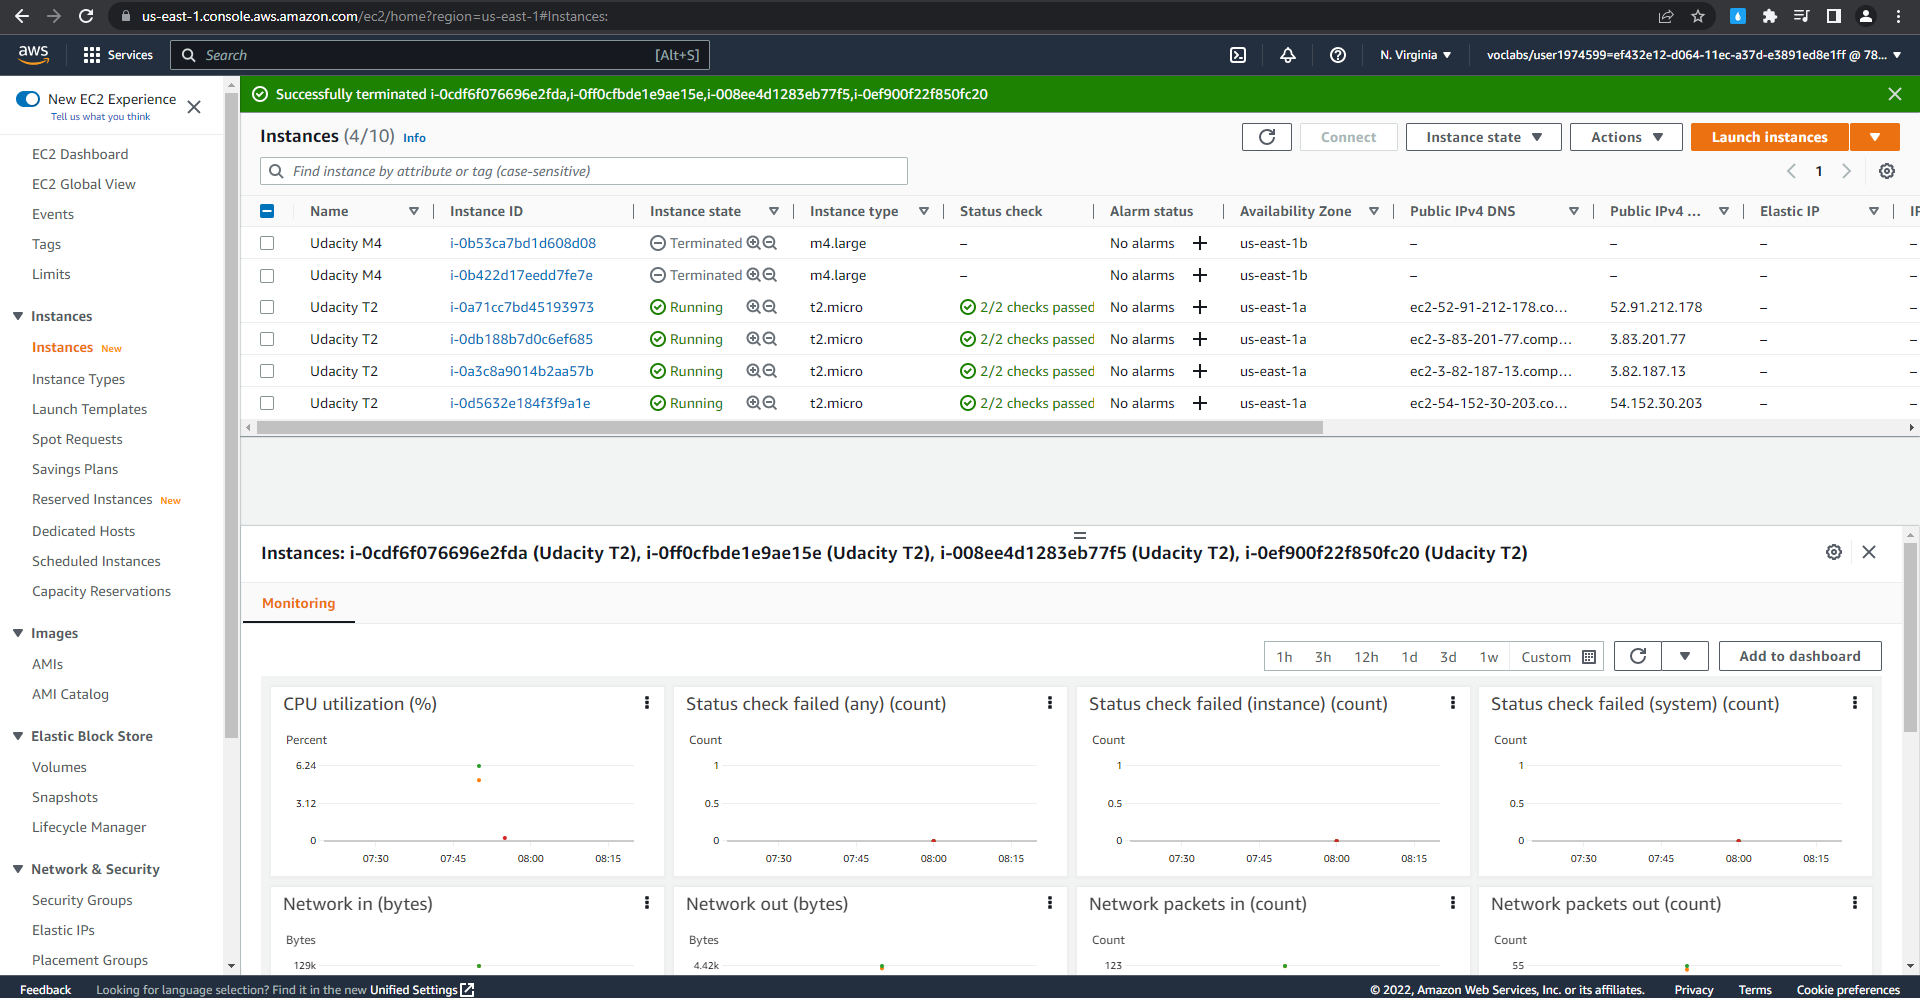 us-east-1.console.aws.amazon.com/ec2/home?region=us-east-1#Instances:
aws
Services
Search
[Alt+S]
N. Virginia
voclabs/user1974599=ef432e12-d064-11ec-a37d-e3891ed8e1ff @ 78...
New EC2 Experience
Tell us what you think
EC2 Dashboard
EC2 Global View
Events
Tags
Limits
Instances
Instances New
Instance Types
Launch Templates
Spot Requests
Savings Plans
Reserved Instances New
Dedicated Hosts
Scheduled Instances
Capacity Reservations
Images
AMIs
AMI Catalog
Elastic Block Store
Volumes
Snapshots
Lifecycle Manager
Network & Security
Security Groups
Elastic IPs
Placement Groups
Successfully terminated i-0cdf6f076696e2fda,i-0ff0cfbde1e9ae15e,i-008ee4d1283eb77f5,i-0ef900f22f850fc20
Instances (4/10) Info
Connect
Instance state
Actions
Launch instances
Find instance by attribute or tag (case-sensitive)
1
Name Instance ID Instance state Instance type Status check Alarm status Availability Zone Public IPv4 DNS Public IPv4 ... Elastic IP IP
Udacity M4 i-0b53ca7bd1d608d08 Terminated m4.large – No alarms + us-east-1b – – – –
Udacity M4 i-0b422d17eedd7fe7e Terminated m4.large – No alarms + us-east-1b – – – –
Udacity T2 i-0a71cc7bd45193973 Running t2.micro 2/2 checks passed No alarms + us-east-1a ec2-52-91-212-178.co... 52.91.212.178 – –
Udacity T2 i-0db188b7d0c6ef685 Running t2.micro 2/2 checks passed No alarms + us-east-1a ec2-3-83-201-77.comp... 3.83.201.77 – –
Udacity T2 i-0a3c8a9014b2aa57b Running t2.micro 2/2 checks passed No alarms + us-east-1a ec2-3-82-187-13.comp... 3.82.187.13 – –
Udacity T2 i-0d5632e184f3f9a1e Running t2.micro 2/2 checks passed No alarms + us-east-1a ec2-54-152-30-203.co... 54.152.30.203 – –
Instances: i-0cdf6f076696e2fda (Udacity T2), i-0ff0cfbde1e9ae15e (Udacity T2), i-008ee4d1283eb77f5 (Udacity T2), i-0ef900f22f850fc20 (Udacity T2)
Monitoring
1h 3h 12h 1d 3d 1w Custom
Add to dashboard
CPU utilization (%)
Percent
6.24
3.12
0
07:30 07:45 08:00 08:15
Status check failed (any) (count)
Count
1
0.5
0
07:30 07:45 08:00 08:15
Status check failed (instance) (count)
Count
1
0.5
0
07:30 07:45 08:00 08:15
Status check failed (system) (count)
Count
1
0.5
0
07:30 07:45 08:00 08:15
Network in (bytes)
Bytes
129k
Network out (bytes)
Bytes
4.42k
Network packets in (count)
Count
123
Network packets out (count)
Count
55
Feedback
Looking for language selection? Find it in the new Unified Settings
© 2022, Amazon Web Services, Inc. or its affiliates.
Privacy
Terms
Cookie preferences